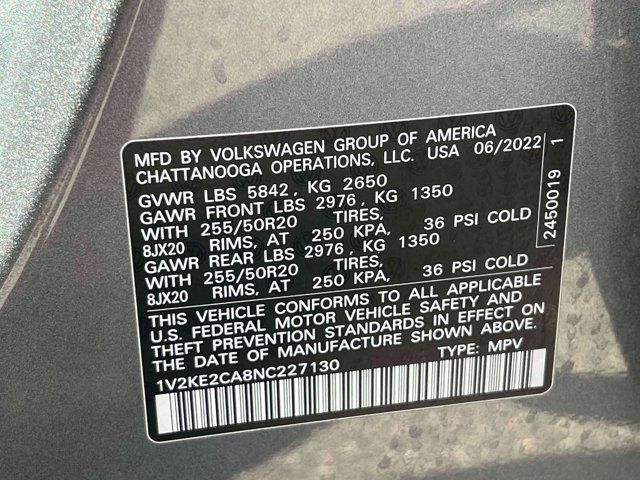 MFD BY VOLKSWAGEN GROUP OF AMERICA
CHATTANOOGA OPERATIONS, LLC. USA 06/2022
GVWR LBS 5842, KG 2650
GAWR FRONT LBS 2976, KG 1350
WITH 255/50R20 TIRES,
8JX20 RIMS, AT 250 KPA, 36 PSI COLD
GAWR REAR LBS 2976, KG 1350
WITH 255/50R20 TIRES,
8JX20 RIMS, AT 250 KPA, 36 PSI COLD
THIS VEHICLE CONFORMS TO ALL APPLICABLE
U.S. FEDERAL MOTOR VEHICLE SAFETY AND
THEFT PREVENTION STANDARDS IN EFFECT ON
THE DATE OF MANUFACTURE SHOWN ABOVE.
1V2KE2CA8NC227130 TYPE: MPV
2450019 1